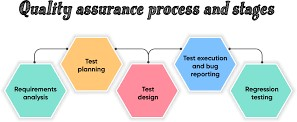 Quality assurance process and stages
Requirements
analysis
Test
planning
Test
design
Test execution
and bug
reporting
Regression
testing